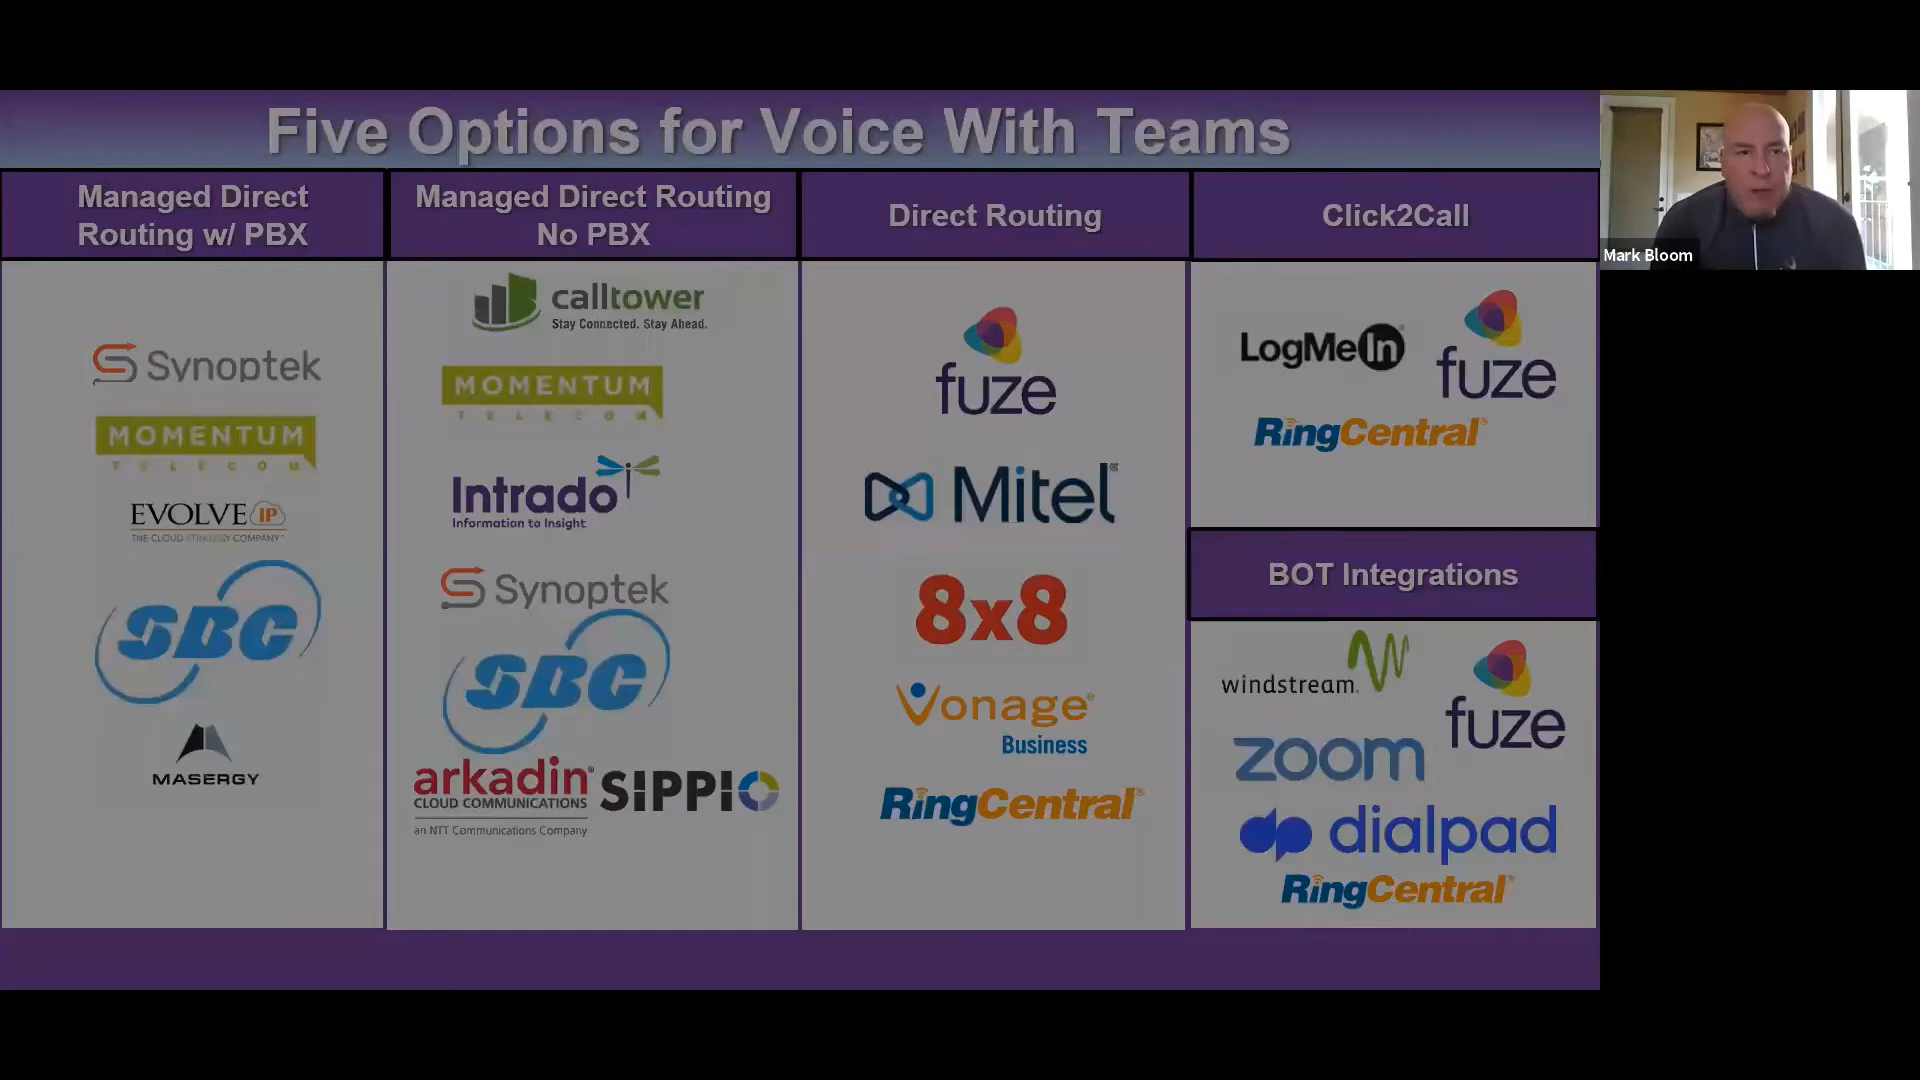 Five Options for Voice With Teams
Managed Direct
Routing w/ PBX
Synoptek
MOMENTUM
TELECOM
EVOLVE IP
THE CLOUD STRATEGY COMPANY™
SBC
MASERGY
Managed Direct Routing
No PBX
calltower
Stay Connected. Stay Ahead.
MOMENTUM
TELECOM
Intrado
Information to Insight
Synoptek
SBC
arkadin®
CLOUD COMMUNICATIONS
an NTT Communications Company
SIPPIO
Direct Routing
fuze
Mitel®
8x8
Vonage®
Business
RingCentral®
Click2Call
LogMeIn®
fuze
RingCentral®
BOT Integrations
windstream.
fuze
zoom
dp dialpad
RingCentral®
Mark Bloom